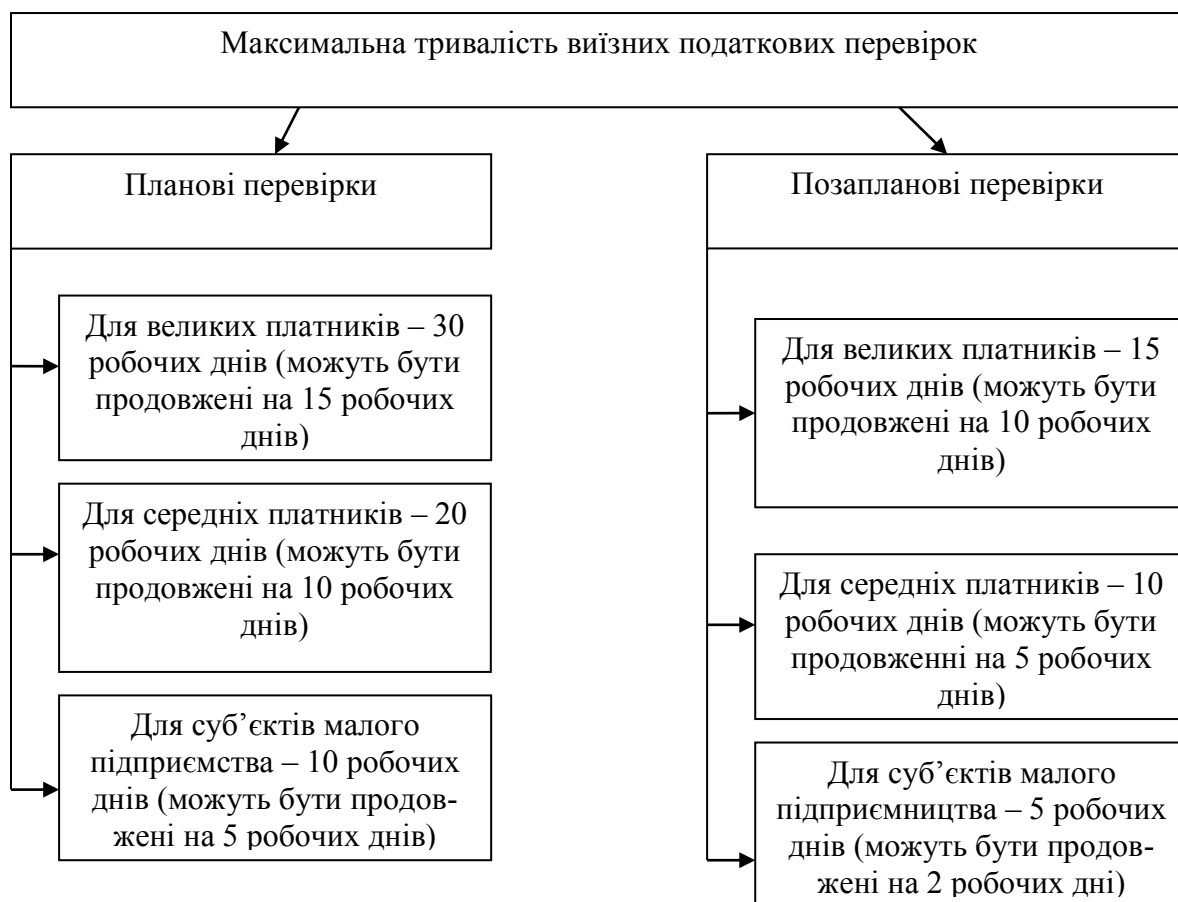 Максимальна тривалість виїзних податкових перевірок
Планові перевірки
Для великих платників – 30
робочих днів (можуть бути
продовжені на 15 робочих
днів)
Для середніх платників – 20
робочих днів (можуть бути
продовжені на 10 робочих
днів)
Для суб’єктів малого
підприємства – 10 робочих
днів (можуть бути продов-
жені на 5 робочих днів)
Позапланові перевірки
Для великих платників – 15
робочих днів (можуть бути
продовжені на 10 робочих
днів)
Для середніх платників – 10
робочих днів (можуть бути
продовженні на 5 робочих
днів)
Для суб’єктів малого
підприємництва – 5 робочих
днів (можуть бути продов-
жені на 2 робочих дні)